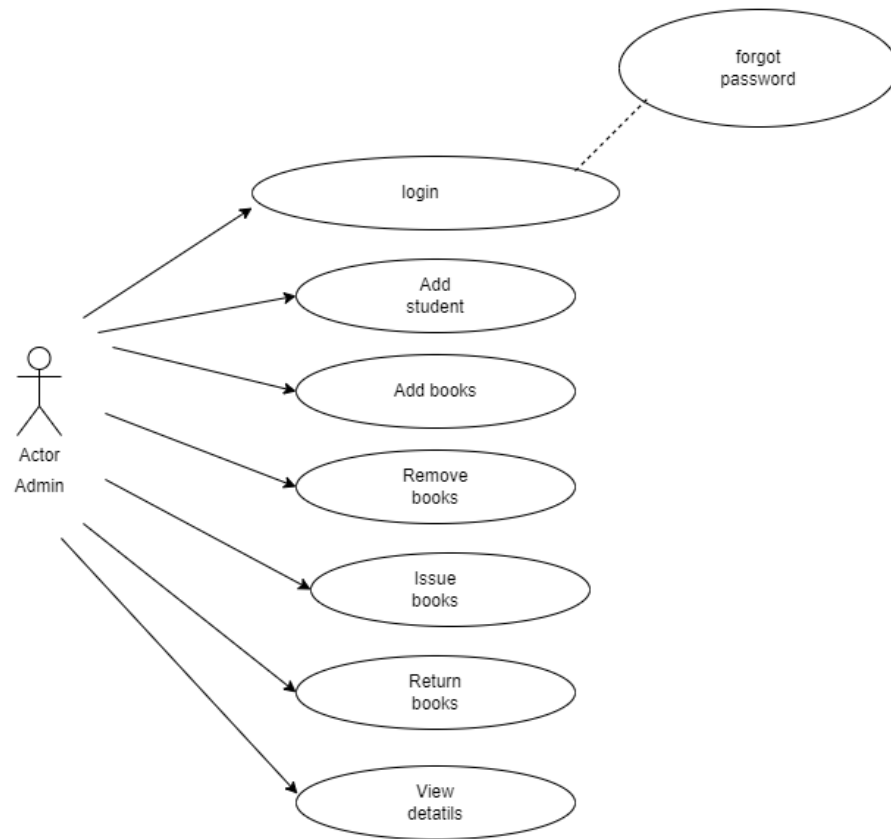 forgot
password
login
Add
student
Add books
Remove
books
Actor
Admin
Issue
books
Return
books
View
detatils